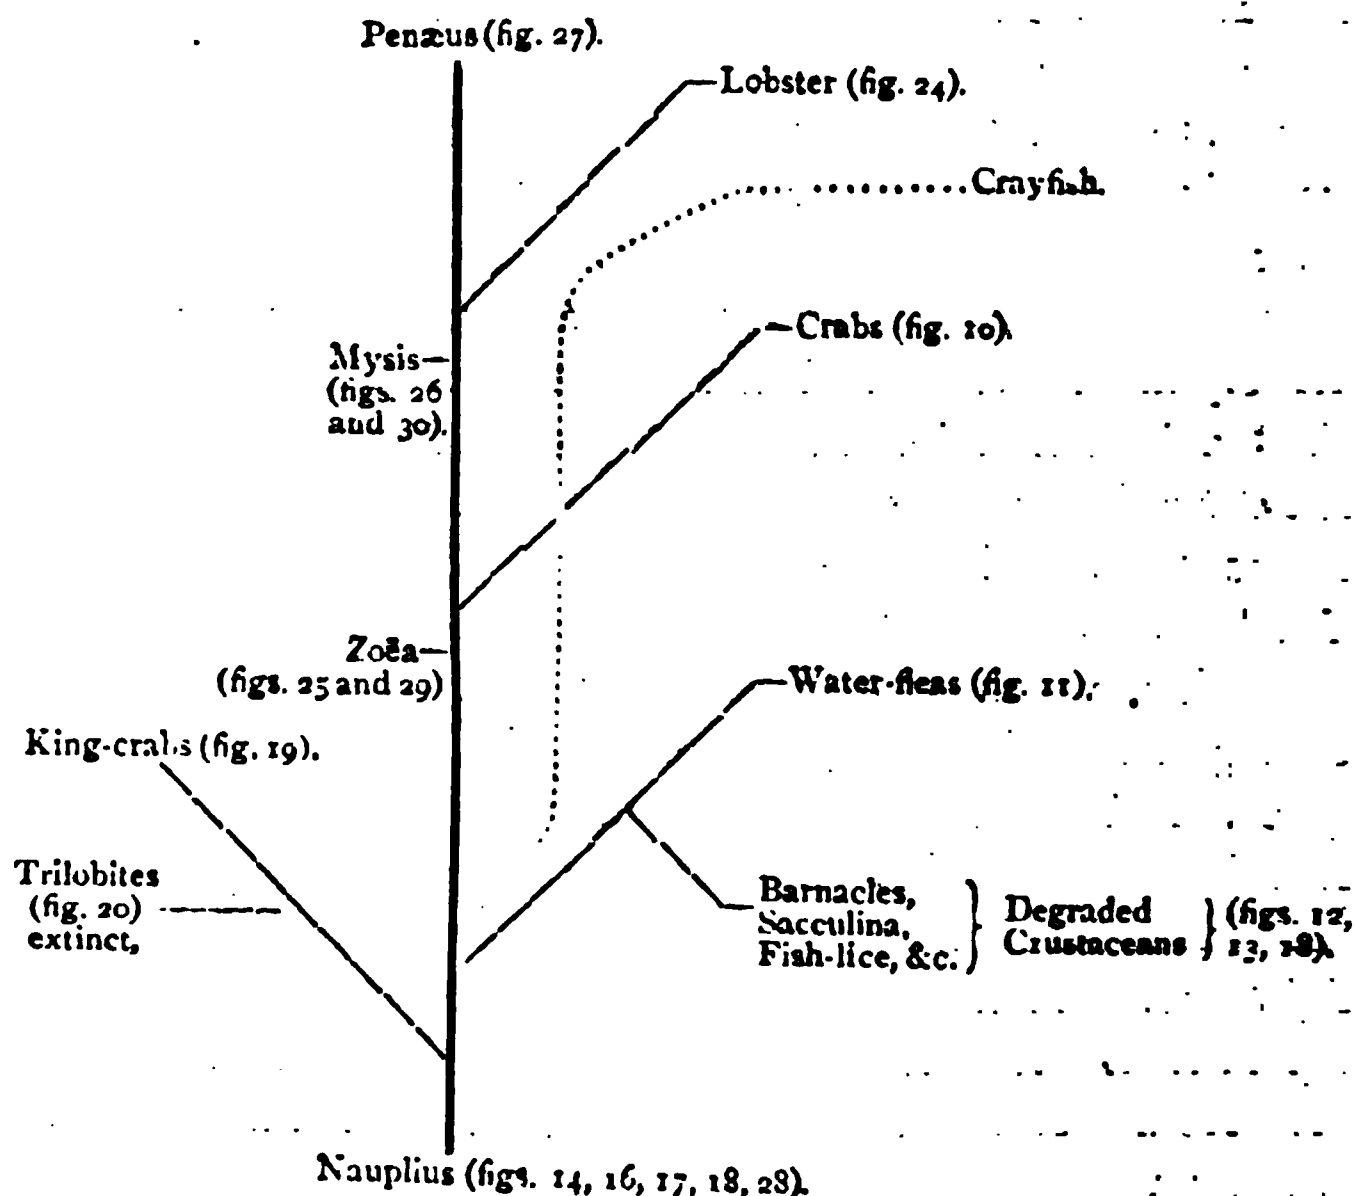 Penæus (fig. 27).
Lobster (fig. 24).
Crayfish.
Crabs (fig. 10).
Mysis
(figs. 26
and 30).
Zoëa
(figs. 25 and 29)
Water-fleas (fig. 11).
King-crabs (fig. 19).
Trilobites
(fig. 20)
extinct,
Barnacles,
Sacculina,
Fish-lice, &c.
Degraded
Crustaceans
(figs. 12,
13, 18).
Nauplius (figs. 14, 16, 17, 18, 28).